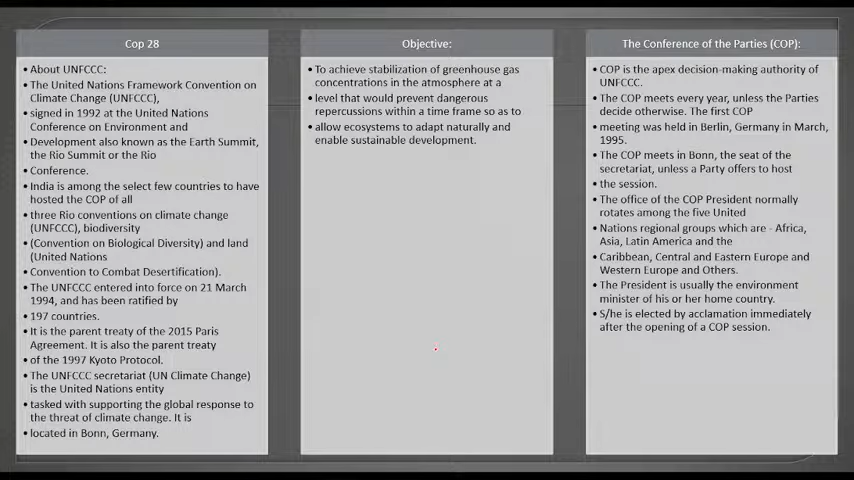 Cop 28
• About UNFCCC:
• The United Nations Framework Convention on
Climate Change (UNFCCC),
• signed in 1992 at the United Nations
Conference on Environment and
• Development also known as the Earth Summit,
the Rio Summit or the Rio
• Conference.
• India is among the select few countries to have
hosted the COP of all
• three Rio conventions on climate change
(UNFCCC), biodiversity
• (Convention on Biological Diversity) and land
(United Nations
• Convention to Combat Desertification).
• The UNFCCC entered into force on 21 March
1994, and has been ratified by
• 197 countries.
• It is the parent treaty of the 2015 Paris
Agreement. It is also the parent treaty
• of the 1997 Kyoto Protocol.
• The UNFCCC secretariat (UN Climate Change)
is the United Nations entity
• tasked with supporting the global response to
the threat of climate change. It is
• located in Bonn, Germany.
Objective:
• To achieve stabilization of greenhouse gas
concentrations in the atmosphere at a
• level that would prevent dangerous
repercussions within a time frame so as to
• allow ecosystems to adapt naturally and
enable sustainable development.
The Conference of the Parties (COP):
• COP is the apex decision-making authority of
UNFCCC.
• The COP meets every year, unless the Parties
decide otherwise. The first COP
• meeting was held in Berlin, Germany in March,
1995.
• The COP meets in Bonn, the seat of the
secretariat, unless a Party offers to host
• the session.
• The office of the COP President normally
rotates among the five United
• Nations regional groups which are - Africa,
Asia, Latin America and the
• Caribbean, Central and Eastern Europe and
Western Europe and Others.
• The President is usually the environment
minister of his or her home country.
• S/he is elected by acclamation immediately
after the opening of a COP session.